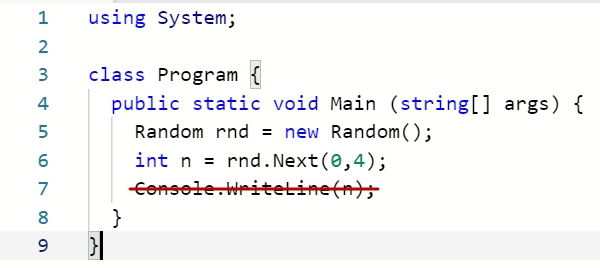 1 using System;
2
3 class Program {
4 public static void Main (string[] args) {
5 Random rnd = new Random();
6 int n = rnd.Next(0,4);
7 Console.WriteLine(n);
8 }
9 }